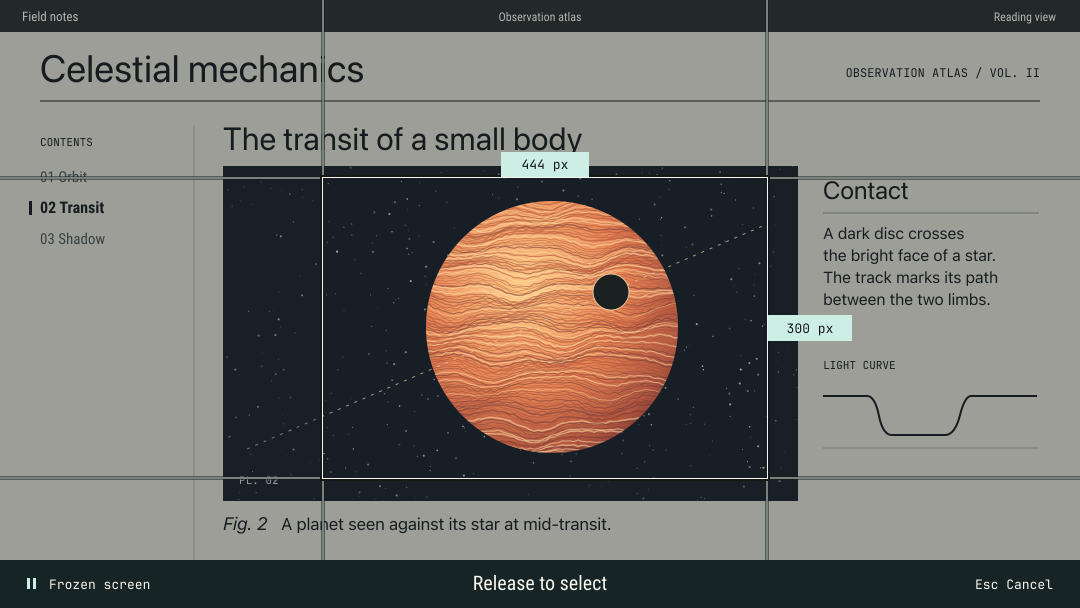 Field notes
Observation atlas
Reading view
Celestial mechanics
OBSERVATION ATLAS / VOL. II
CONTENTS
01 Orbit
02 Transit
03 Shadow
The transit of a small body
444 px
300 px
PL. 02
Fig. 2 A planet seen against its star at mid-transit.
Contact
A dark disc crosses
the bright face of a star.
The track marks its path
between the two limbs.
LIGHT CURVE
Frozen screen
Release to select
Esc Cancel